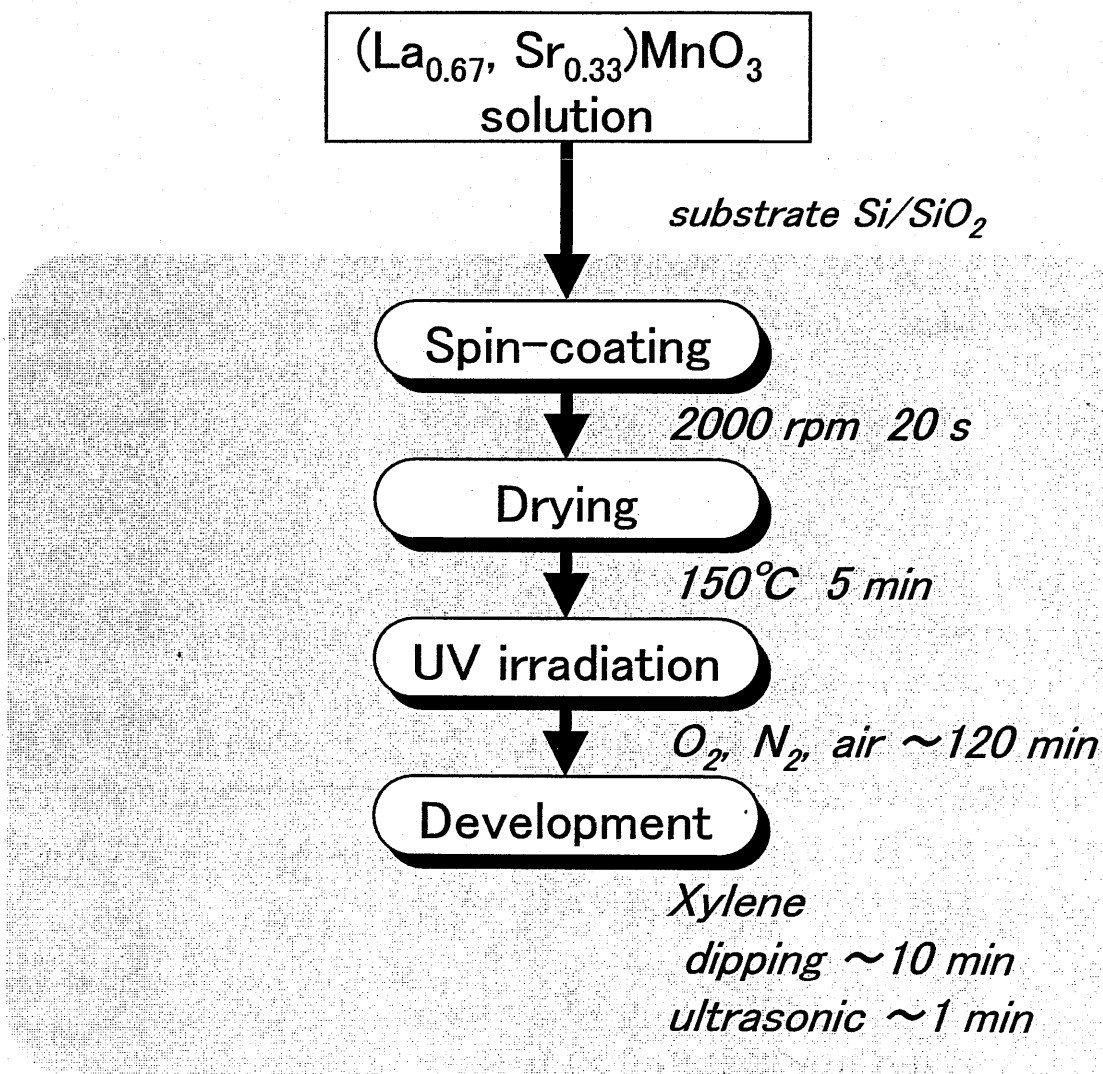 (La₀.₆₇, Sr₀.₃₃)MnO₃
solution
substrate Si/SiO₂
Spin-coating
2000 rpm 20 s
Drying
150℃ 5 min
UV irradiation
O₂, N₂, air ～120 min
Development
Xylene
dipping ～10 min
ultrasonic ～1 min